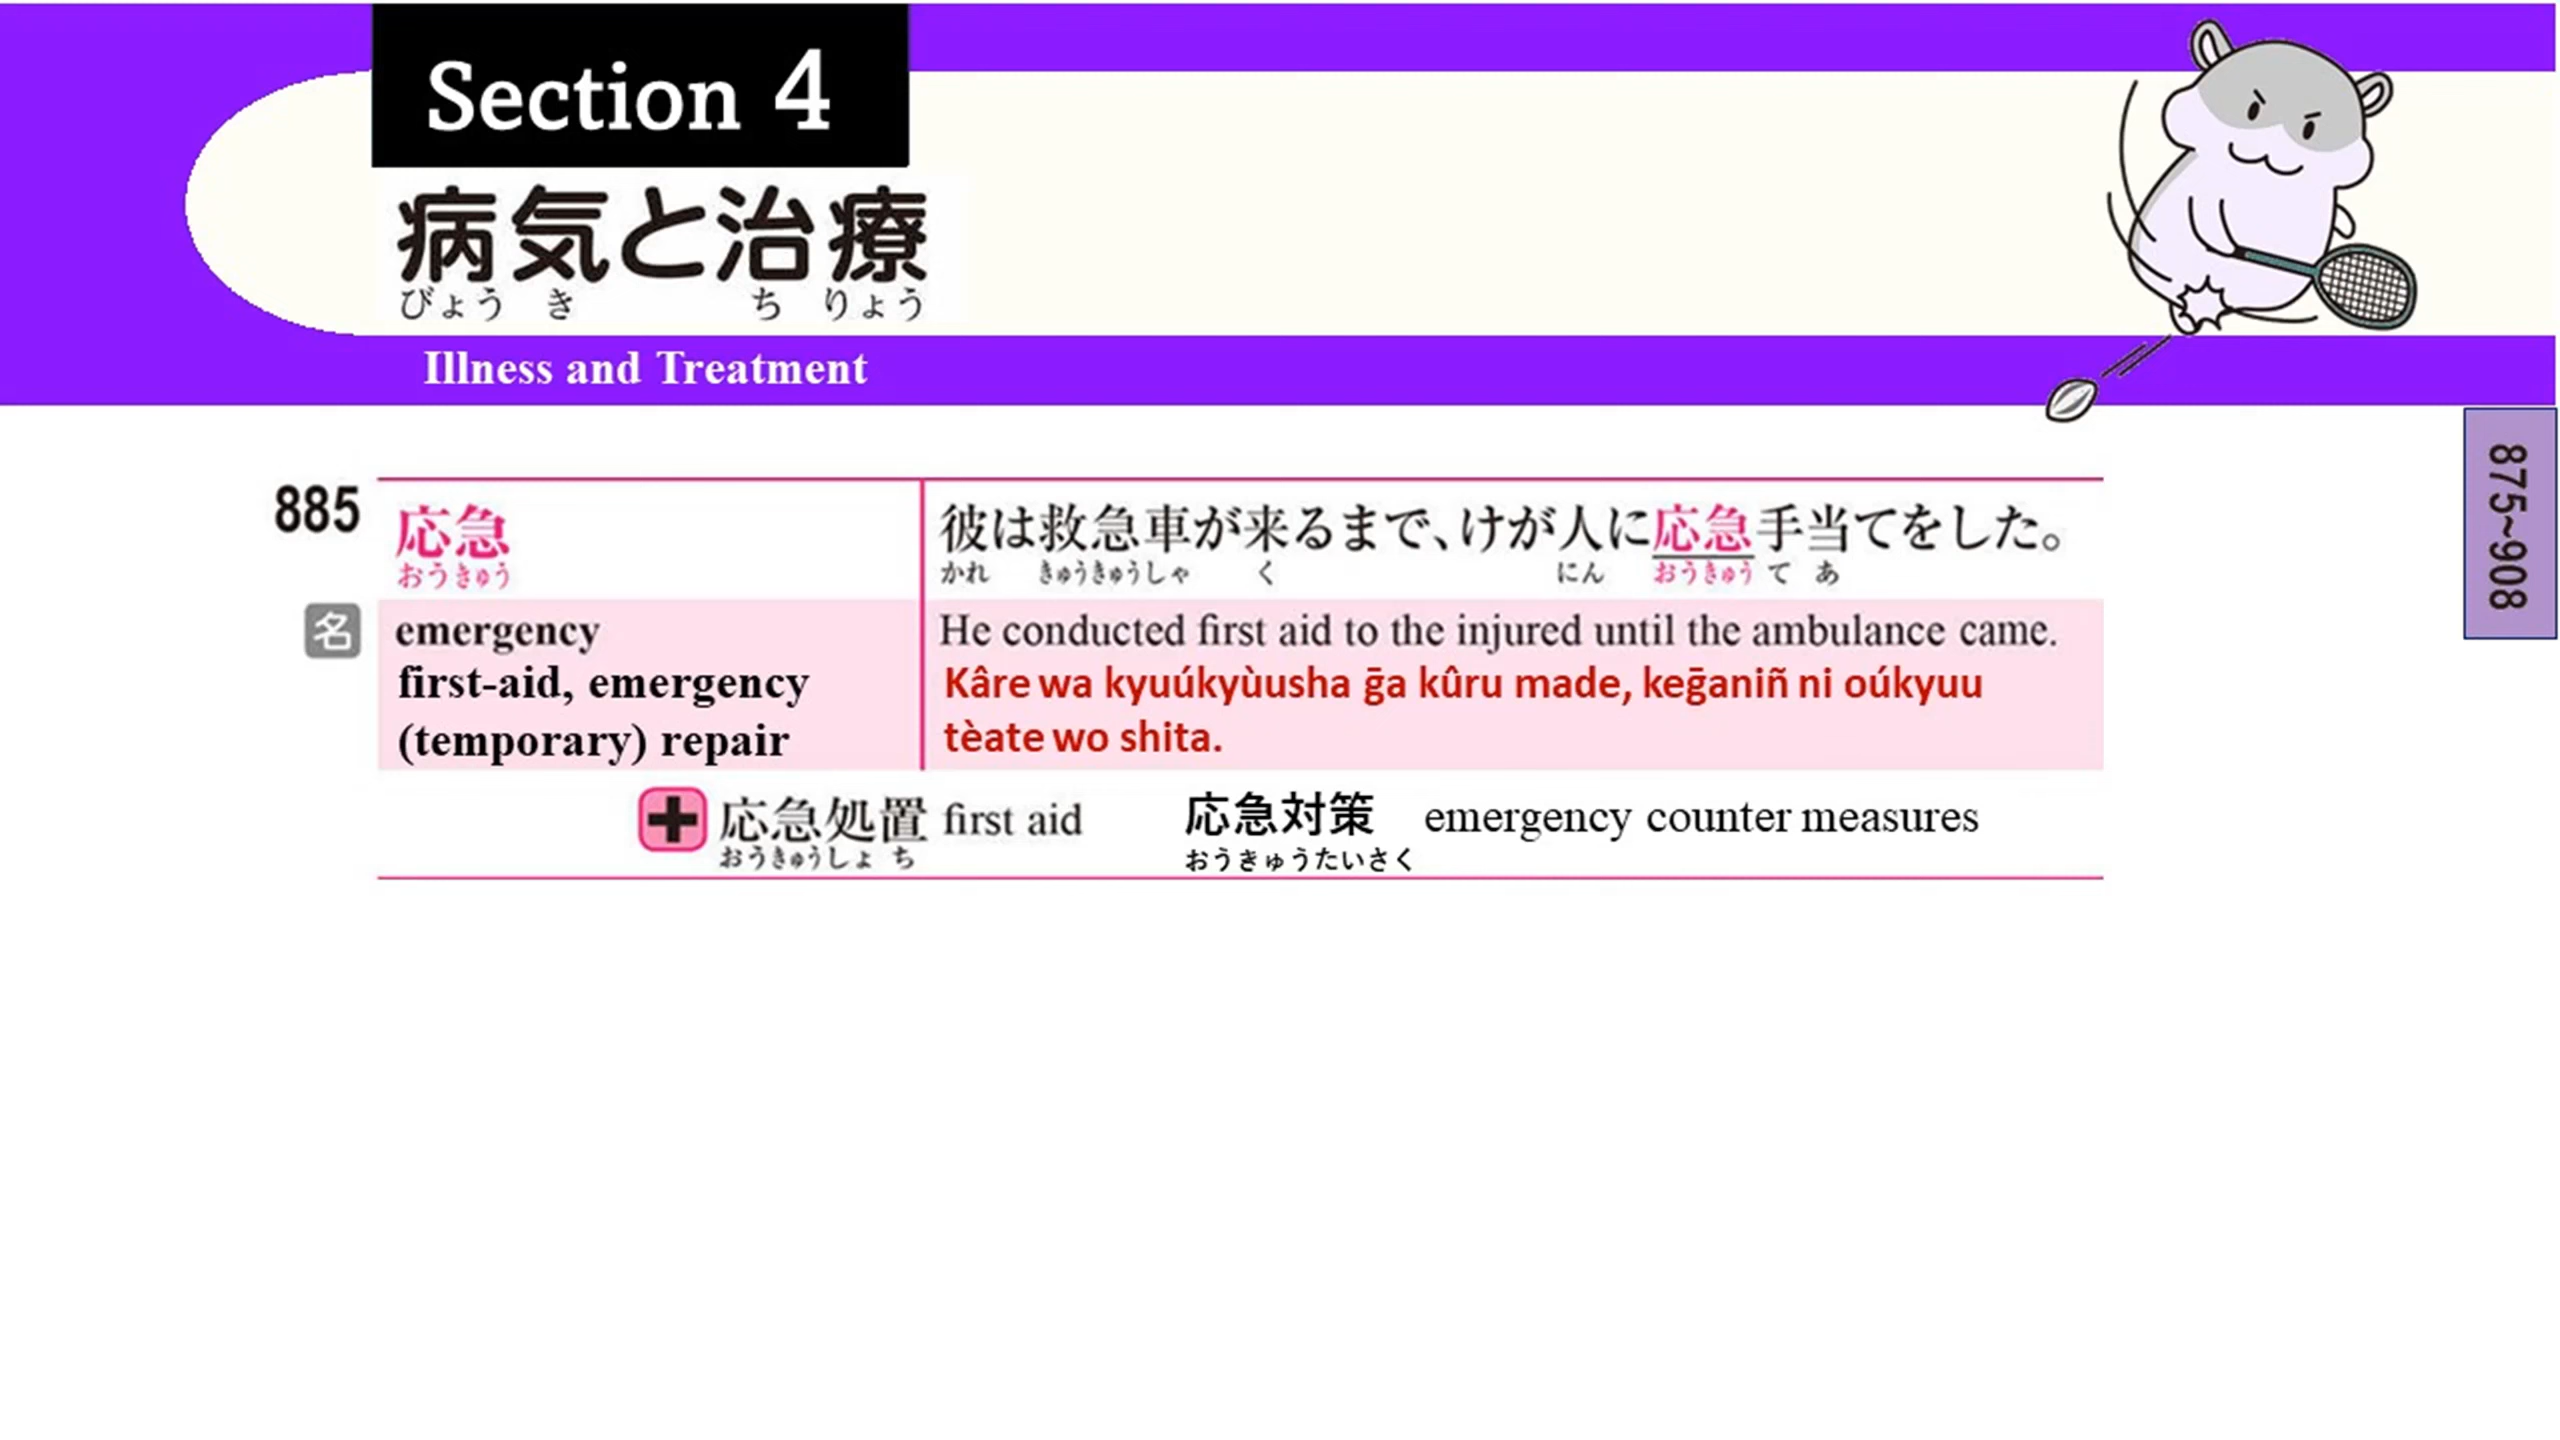 Section 4
病気と治療
びょう き ち りょう
Illness and Treatment
875~908
885
応急
おうきゅう
彼は救急車が来るまで、けが人に応急手当てをした。
かれ きゅうきゅうしゃ く にん おうきゅう て あ
名
emergency
first-aid, emergency
(temporary) repair
He conducted first aid to the injured until the ambulance came.
Kâre wa kyuúkyùusha ḡa kûru made, keḡaniñ ni oúkyuu
tèate wo shita.
応急処置 first aid 応急対策 emergency counter measures
おうきゅうしょ ち おうきゅうたいさく